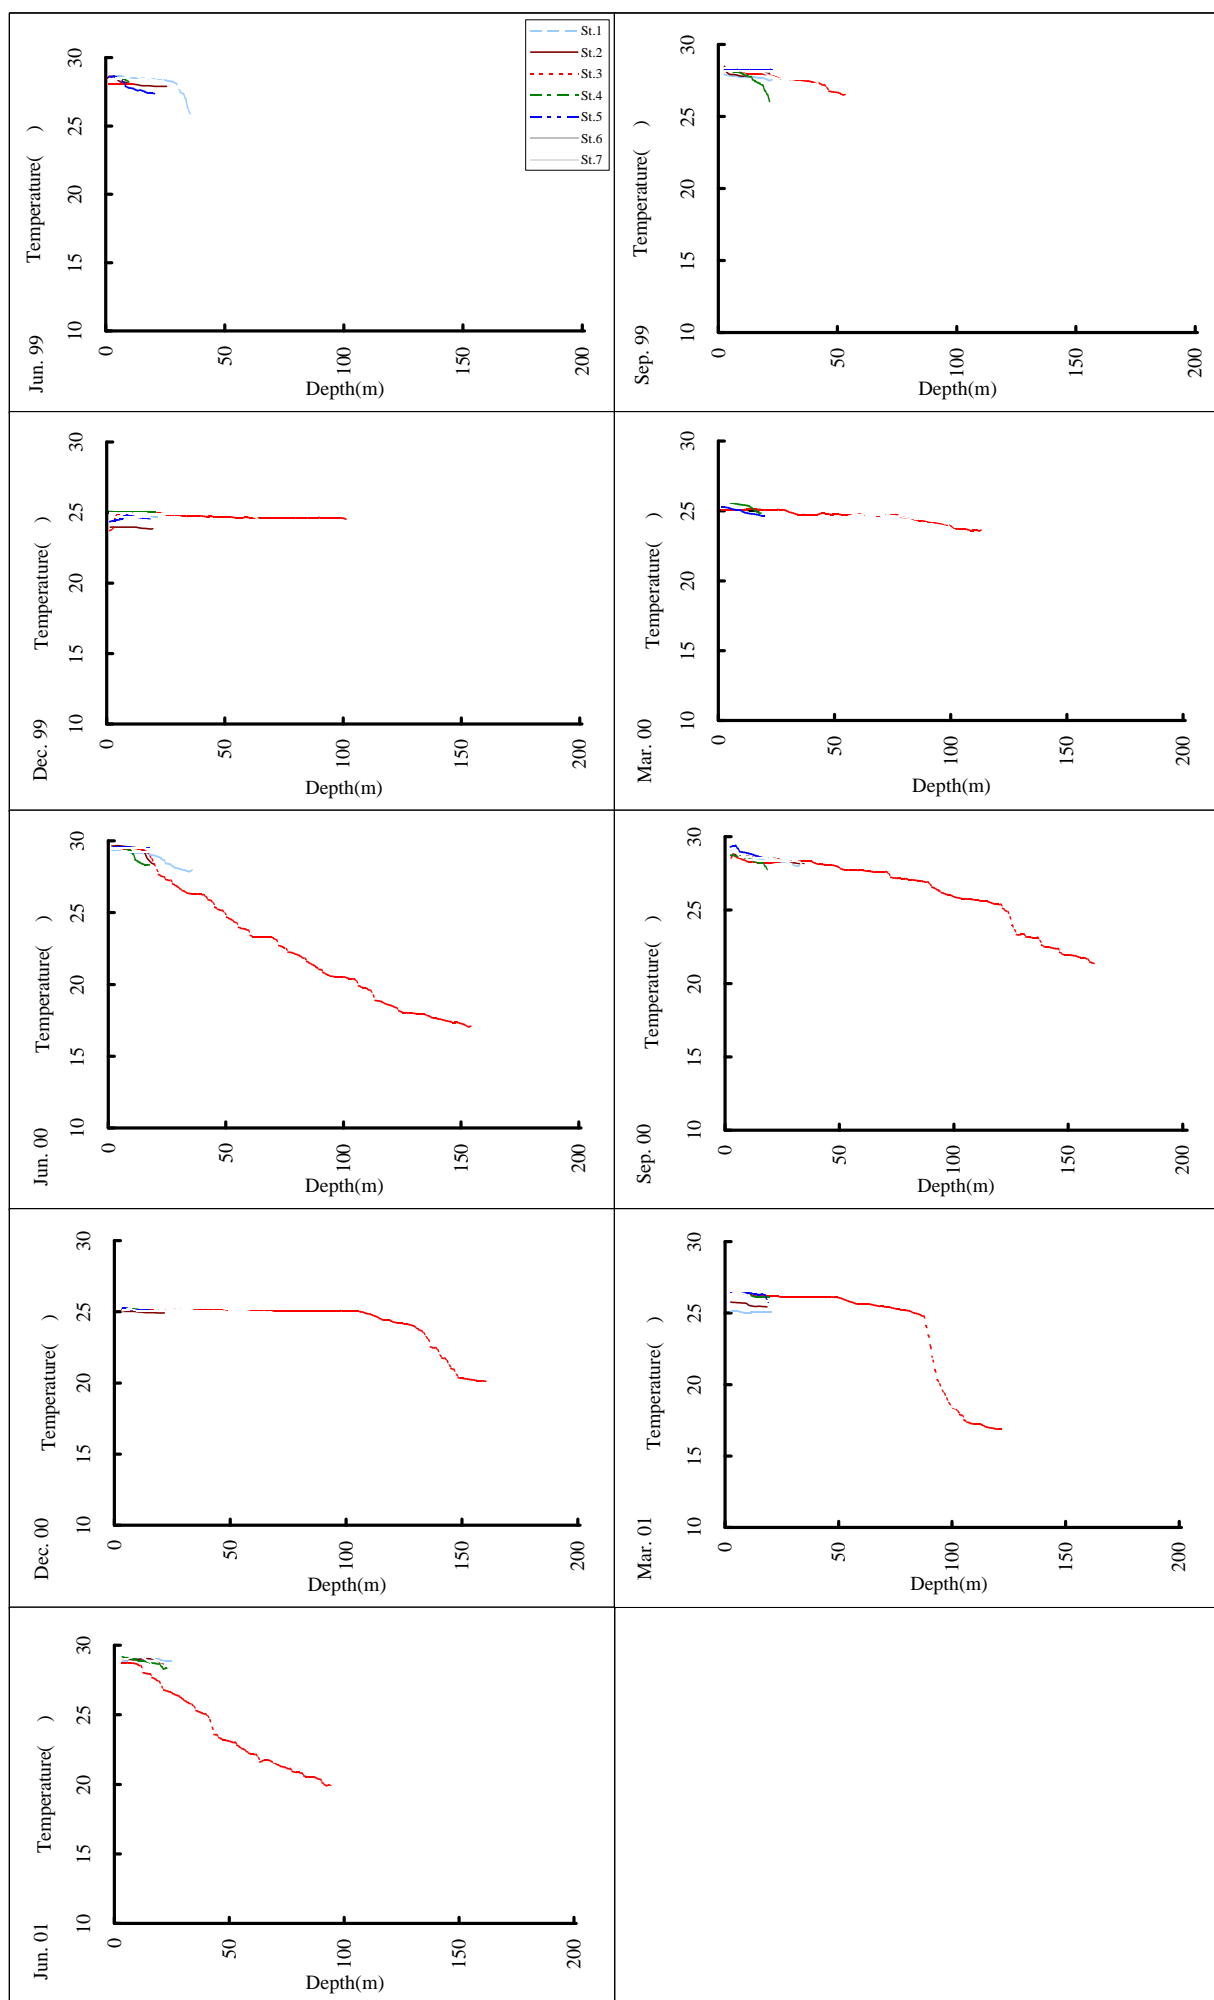 Jun. 99
Temperature( )
30
25
20
15
10
0
50
100
150
200
Depth(m)
St.1
St.2
St.3
St.4
St.5
St.6
St.7
Sep. 99
Temperature( )
30
25
20
15
10
0
50
100
150
200
Depth(m)
Dec. 99
Temperature( )
30
25
20
15
10
0
50
100
150
200
Depth(m)
Mar. 00
Temperature( )
30
25
20
15
10
0
50
100
150
200
Depth(m)
Jun. 00
Temperature( )
30
25
20
15
10
0
50
100
150
200
Depth(m)
Sep. 00
Temperature( )
30
25
20
15
10
0
50
100
150
200
Depth(m)
Dec. 00
Temperature( )
30
25
20
15
10
0
50
100
150
200
Depth(m)
Mar. 01
Temperature( )
30
25
20
15
10
0
50
100
150
200
Depth(m)
Jun. 01
Temperature( )
30
25
20
15
10
0
50
100
150
200
Depth(m)